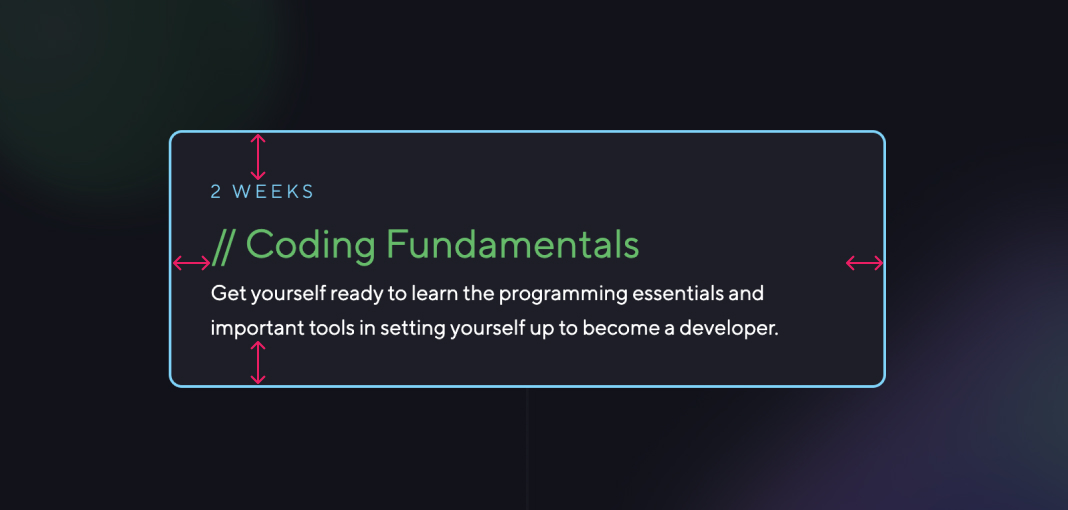 2 WEEKS
// Coding Fundamentals
Get yourself ready to learn the programming essentials and
important tools in setting yourself up to become a developer.